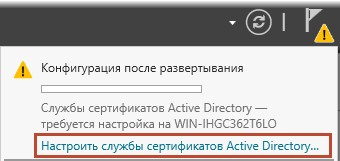 Конфигурация после развертывания
Службы сертификатов Active Directory —
требуется настройка на WIN-IHGC362T6LO
Настроить службы сертификатов Active Directory...